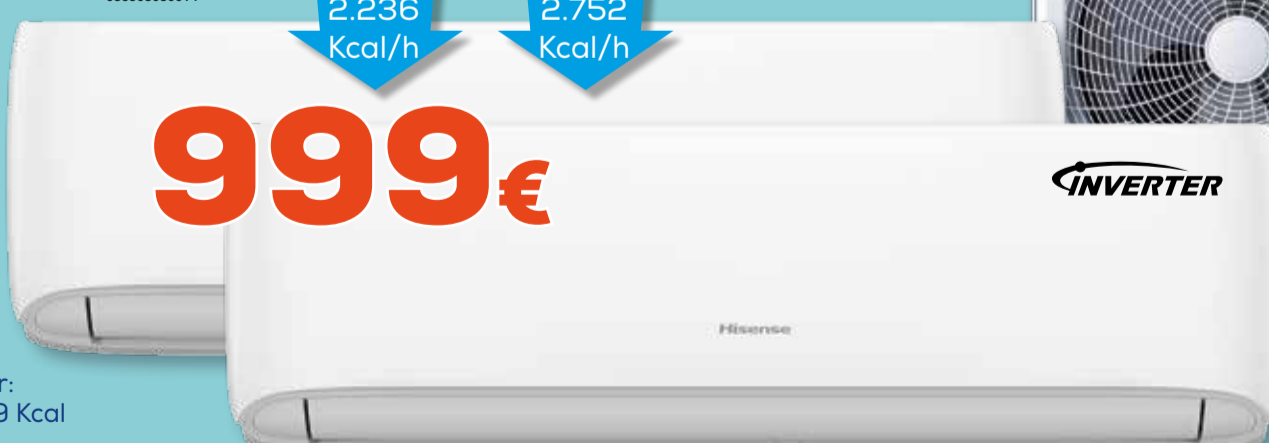 2.236
Kcal/h
2.752
Kcal/h
999€
INVERTER
Hisense
r:
9 Kcal